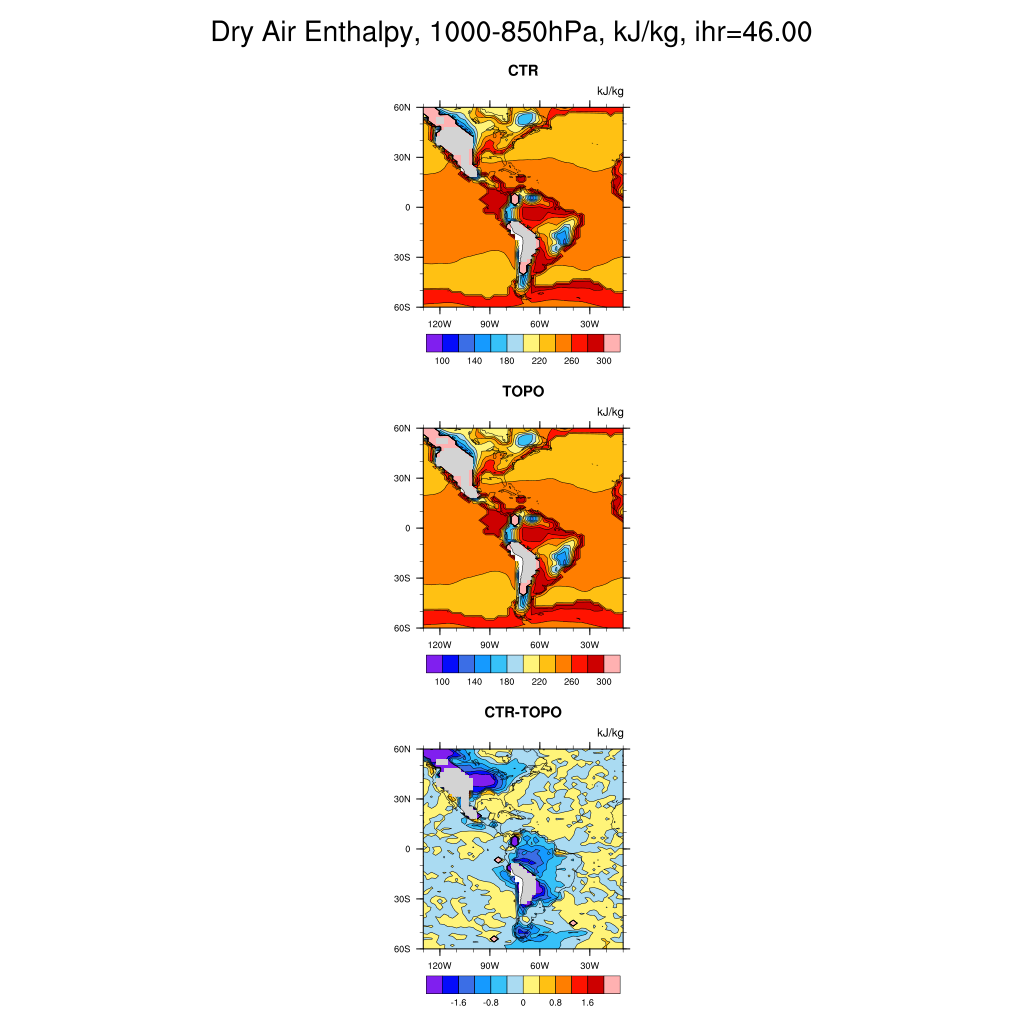 Dry Air Enthalpy, 1000-850hPa, kJ/kg, ihr=46.00
CTR
kJ/kg
60N
30N
0
30S
60S
120W 90W 60W 30W
100 140 180 220 260 300
TOPO
kJ/kg
60N
30N
0
30S
60S
120W 90W 60W 30W
100 140 180 220 260 300
CTR-TOPO
kJ/kg
60N
30N
0
30S
60S
120W 90W 60W 30W
-1.6 -0.8 0 0.8 1.6